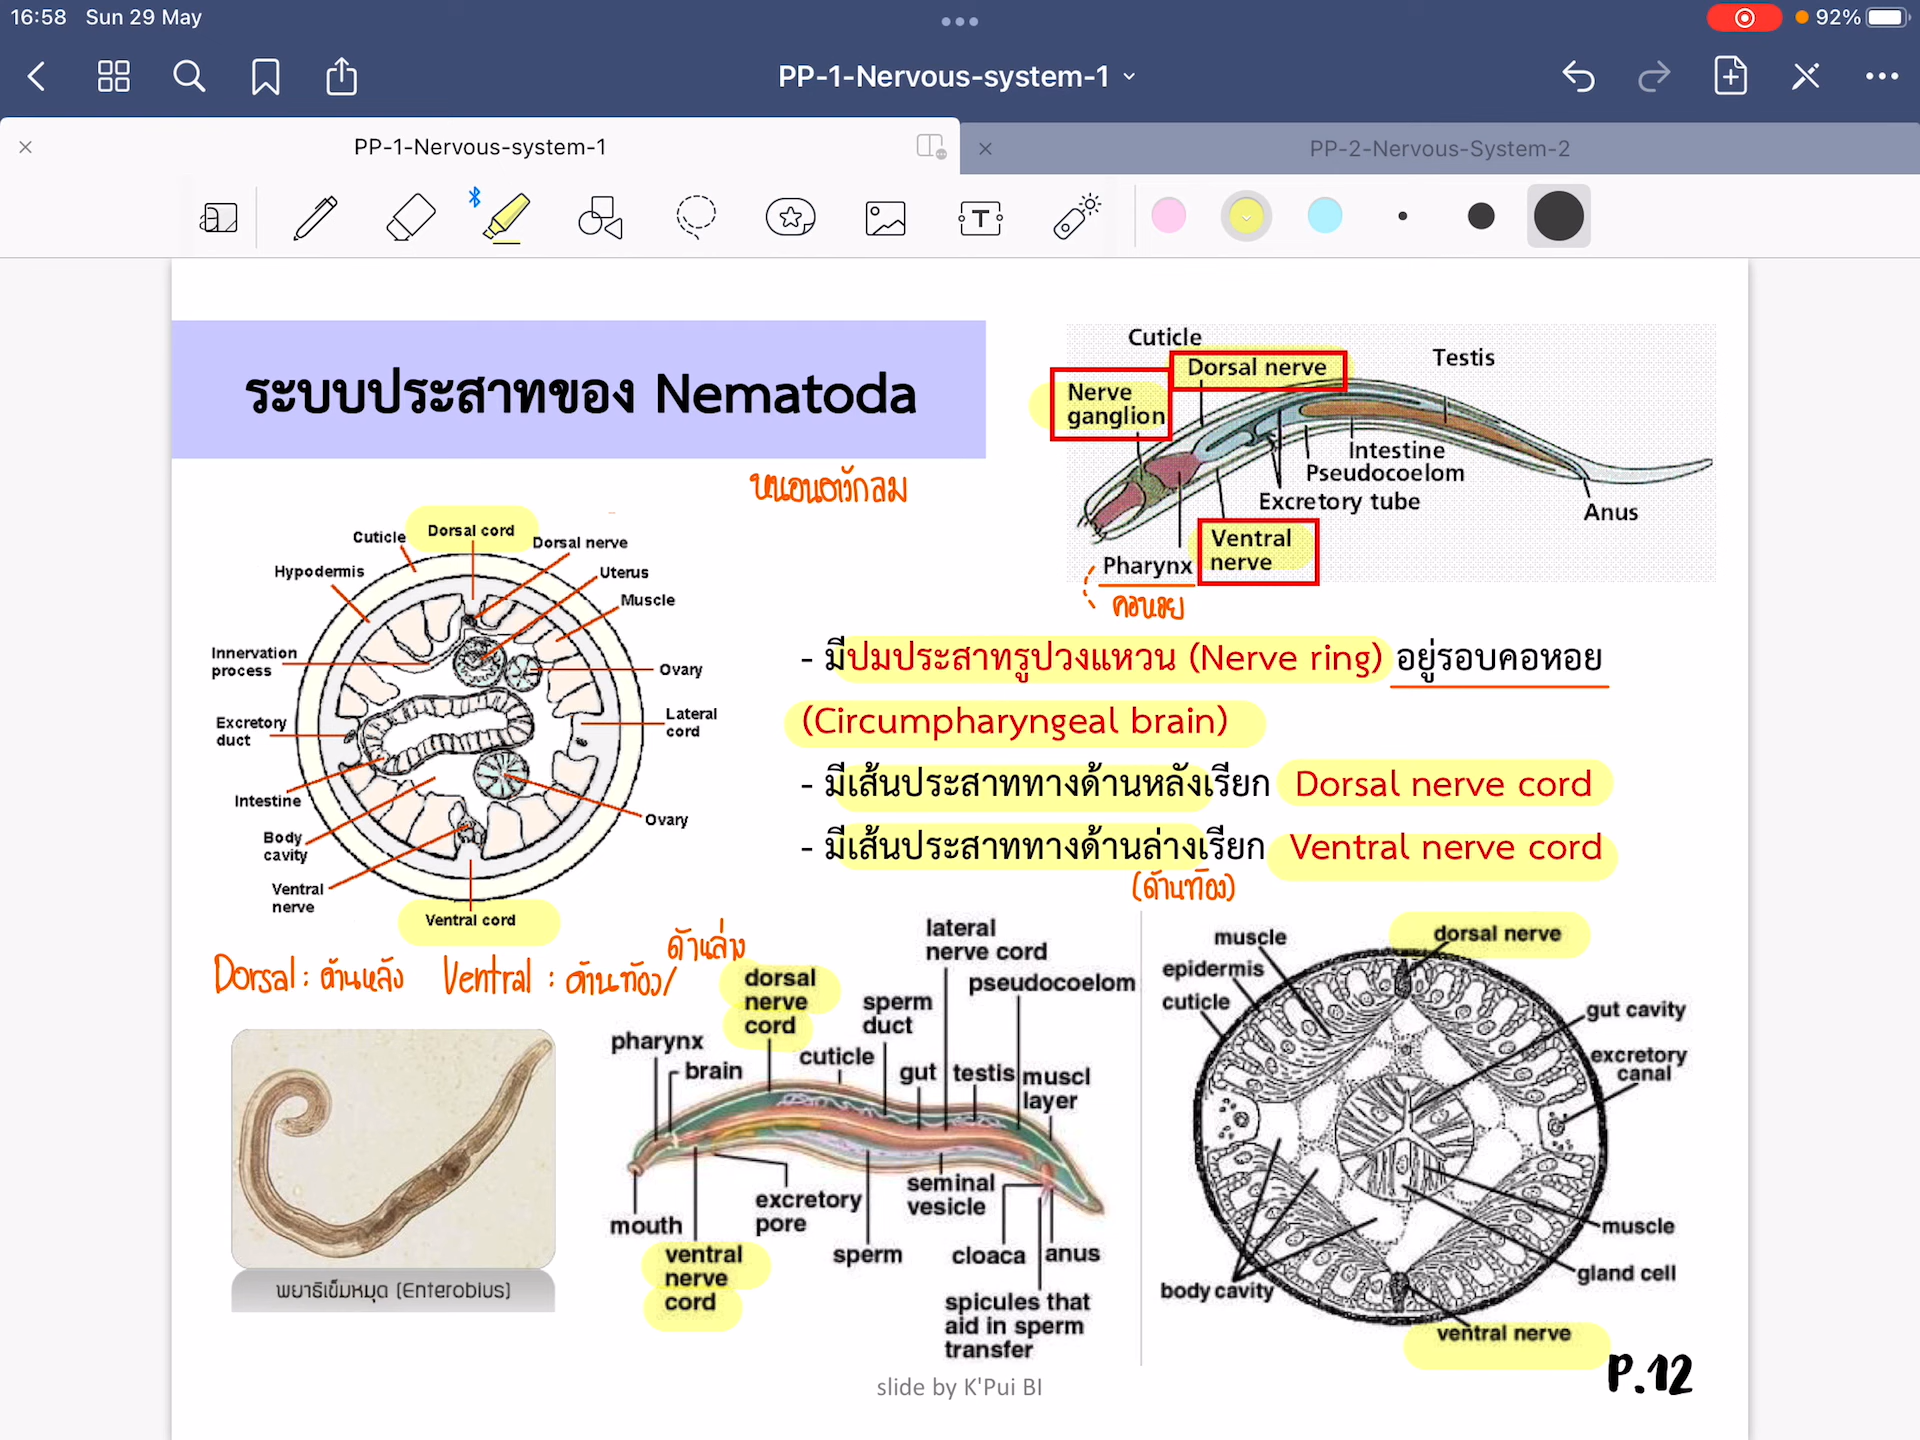 16:58 Sun 29 May
92%
PP-1-Nervous-system-1
PP-1-Nervous-system-1
PP-2-Nervous-System-2
ระบบประสาทของ Nematoda
หนอนตัวกลม
Cuticle
Dorsal nerve
Testis
Nerve
ganglion
Intestine
Pseudocoelom
Excretory tube
Anus
Ventral
nerve
Pharynx
คอหอย
Cuticle
Dorsal cord
Dorsal nerve
Hypodermis
Uterus
Muscle
Innervation
process
Ovary
Excretory
duct
Lateral
cord
Intestine
Ovary
Body
cavity
Ventral
nerve
Ventral cord
- มีปมประสาทรูปวงแหวน (Nerve ring) อยู่รอบคอหอย
(Circumpharyngeal brain)
- มีเส้นประสาททางด้านหลังเรียก Dorsal nerve cord
- มีเส้นประสาททางด้านล่างเรียก Ventral nerve cord
(ด้านท้อง)
ด้านล่าง
Dorsal : ด้านหลัง Ventral : ด้านท้อง/
พยาธิเข็มหมุด (Enterobius)
lateral
nerve cord
dorsal
nerve
cord
pseudocoelom
sperm
duct
pharynx
brain
cuticle
gut
testis
muscl
layer
mouth
excretory
pore
seminal
vesicle
ventral
nerve
cord
sperm
cloaca
anus
spicules that
aid in sperm
transfer
muscle
dorsal nerve
epidermis
cuticle
gut cavity
excretory
canal
muscle
gland cell
body cavity
ventral nerve
P.12
slide by K'Pui BI